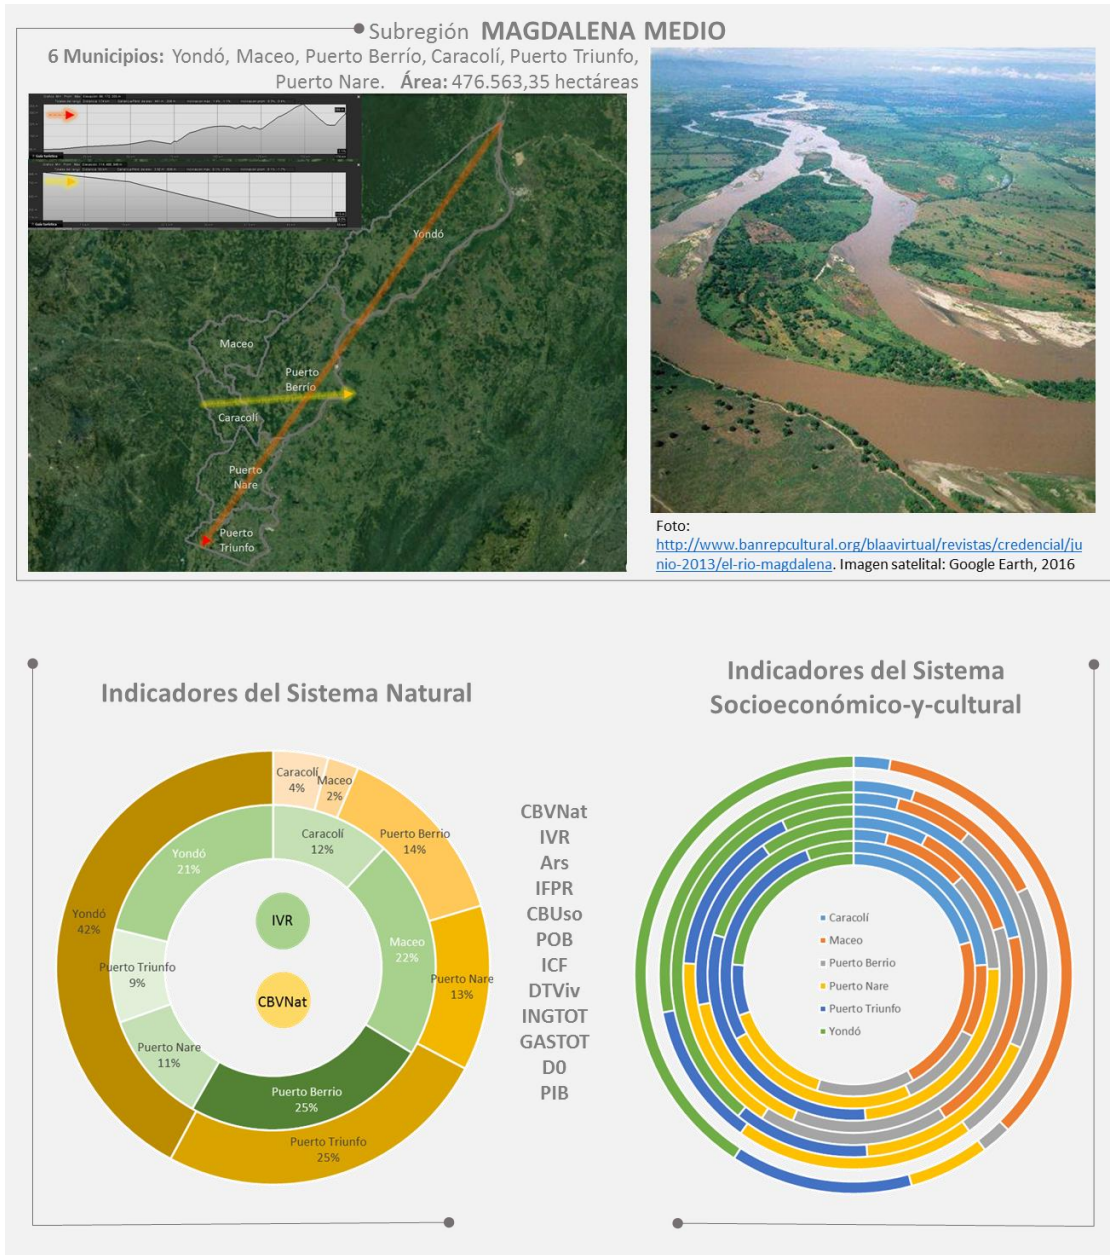 Subregión MAGDALENA MEDIO
6 Municipios: Yondó, Maceo, Puerto Berrío, Caracolí, Puerto Triunfo,
Puerto Nare. Área: 476.563,35 hectáreas
Yondó
Maceo
Puerto
Berrío
Caracolí
Puerto
Nare
Puerto
Triunfo
Foto:
http://www.banrepcultural.org/blaavirtual/revistas/credencial/ju
nio-2013/el-rio-magdalena. Imagen satelital: Google Earth, 2016
Indicadores del Sistema Natural
Caracolí
4%
Maceo
2%
Puerto Berrio
14%
Caracolí
12%
Yondó
21%
Yondó
42%
IVR
Maceo
22%
Puerto Nare
13%
Puerto Triunfo
9%
CBVNat
Puerto Nare
11%
Puerto Berrio
25%
Puerto Triunfo
25%
CBVNat
IVR
Ars
IFPR
CBUso
POB
ICF
DTViv
INGTOT
GASTOT
D0
PIB
Indicadores del Sistema
Socioeconómico-y-cultural
Caracolí
Maceo
Puerto Berrio
Puerto Nare
Puerto Triunfo
Yondó